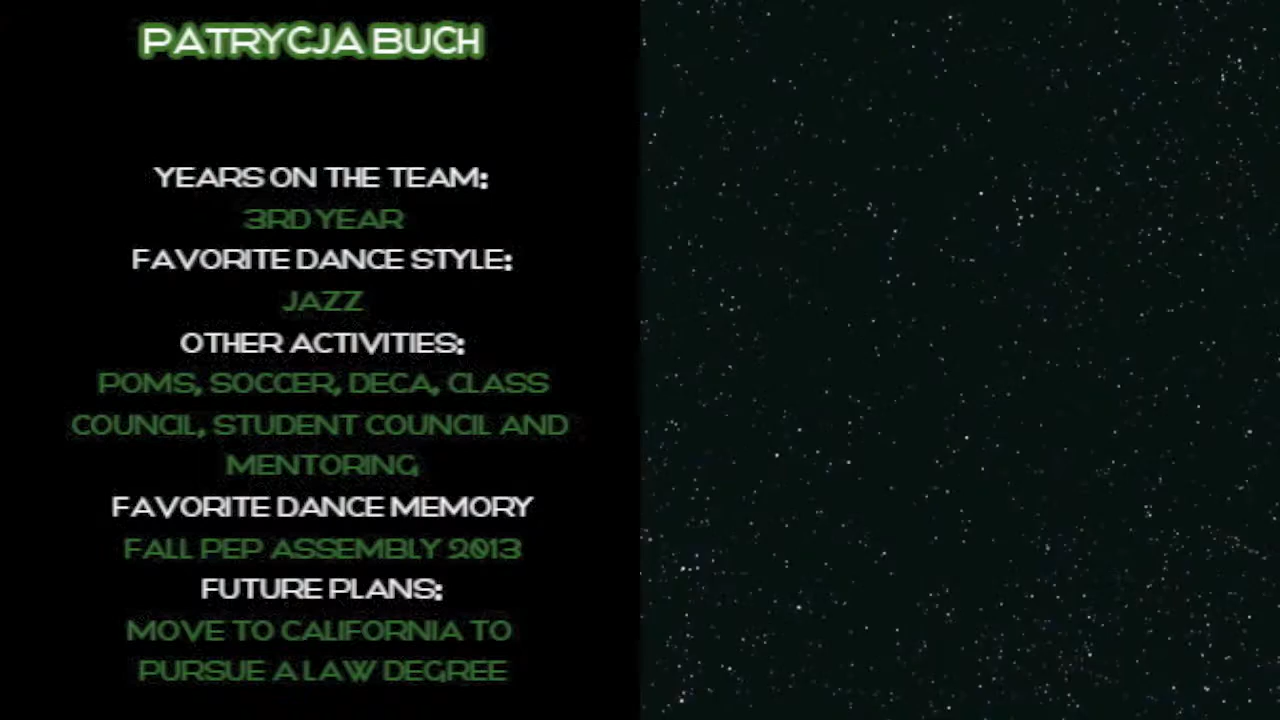 PATRYCJA BUCH
YEARS ON THE TEAM:
3RD YEAR
FAVORITE DANCE STYLE:
JAZZ
OTHER ACTIVITIES:
POMS, SOCCER, DECA, CLASS
COUNCIL, STUDENT COUNCIL AND
MENTORING
FAVORITE DANCE MEMORY
FALL PEP ASSEMBLY 2013
FUTURE PLANS:
MOVE TO CALIFORNIA TO
PURSUE A LAW DEGREE